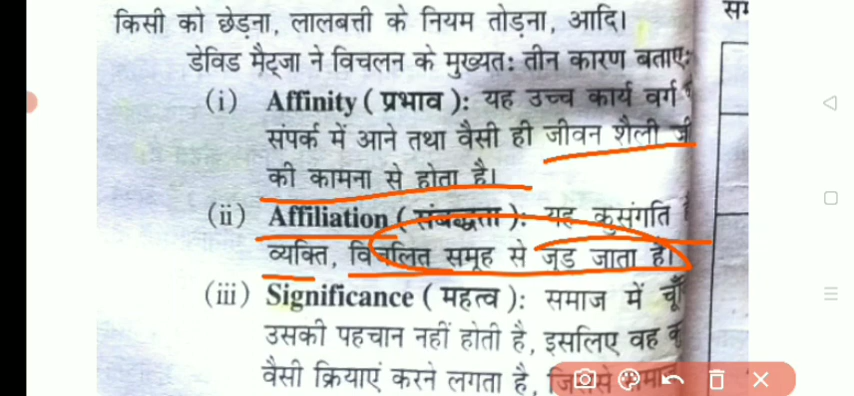 किसी को छेड़ना, लालबत्ती के नियम तोड़ना, आदि।
डेविड मैट्जा ने विचलन के मुख्यत: तीन कारण बताए:
(i) Affinity ( प्रभाव ): यह उच्च कार्य वर्ग
संपर्क में आने तथा वैसी ही जीवन शैली
की कामना से होता है।
(ii) Affiliation ( संबद्धता ): यह कुसंगति
व्यक्ति, विचलित समूह से जुड़ जाता है।
(iii) Significance ( महत्व ): समाज में चूँ
उसकी पहचान नहीं होती है, इसलिए वह
वैसी क्रियाएं करने लगता है,